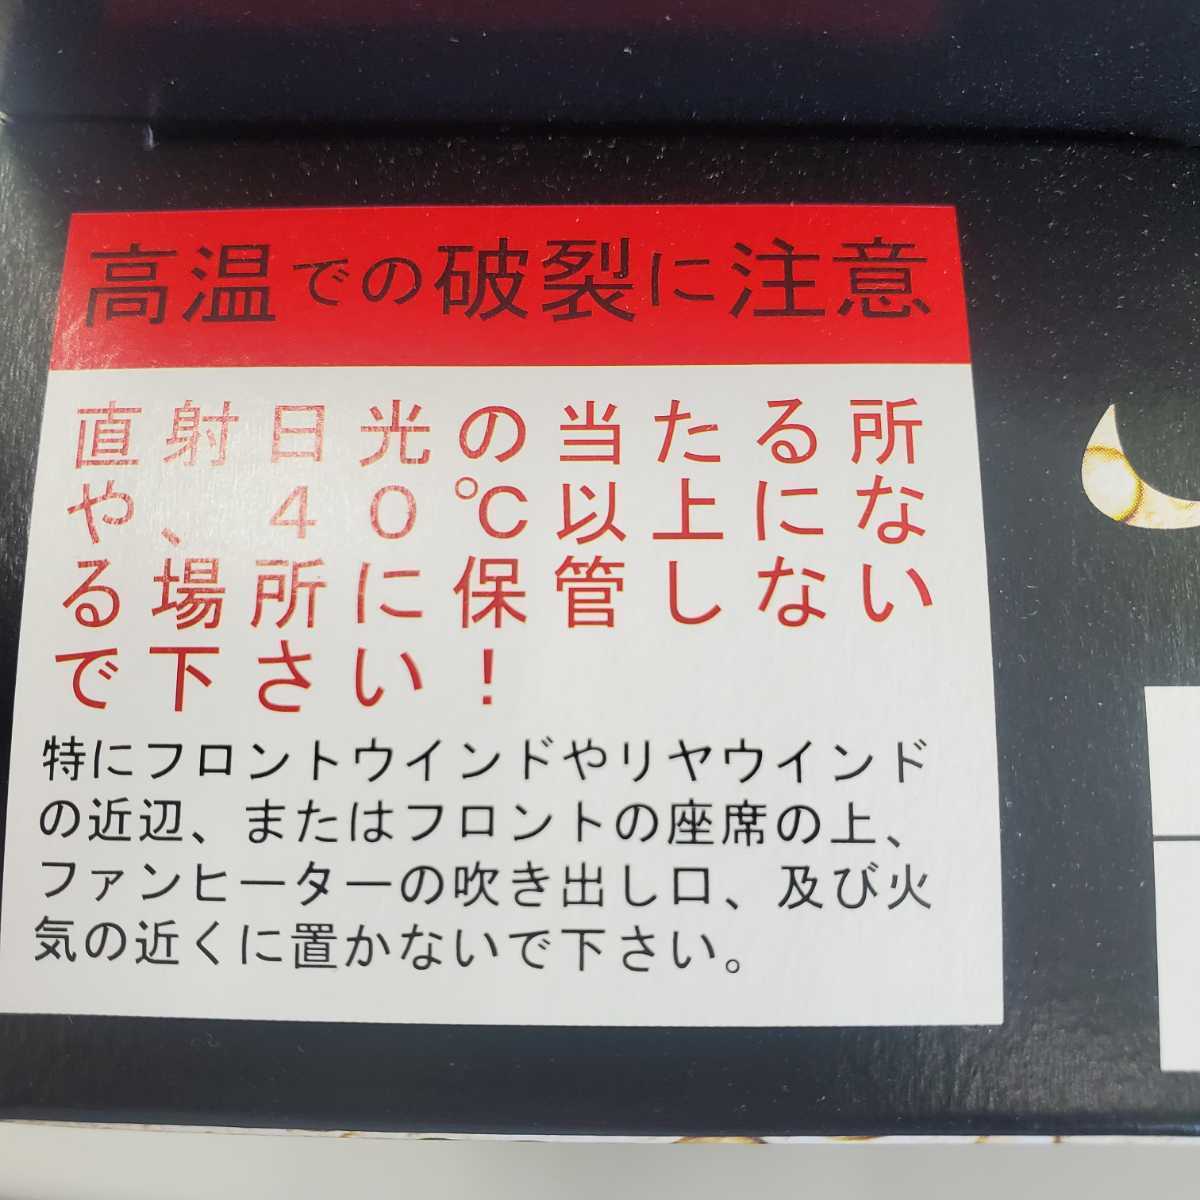 高温での破裂に注意
直射日光の当たる所
や、４０℃以上にな
る場所に保管しない
で下さい！
特にフロントウインドやリヤウインド
の近辺、またはフロントの座席の上、
ファンヒーターの吹き出し口、及び火
気の近くに置かないで下さい。